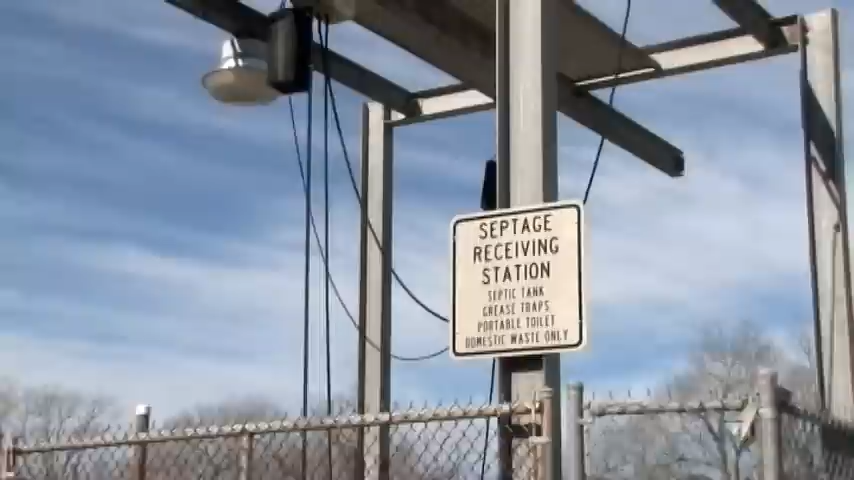 SEPTAGE
RECEIVING
STATION
SEPTIC TANK
GREASE TRAPS
PORTABLE TOILET
DOMESTIC WASTE ONLY